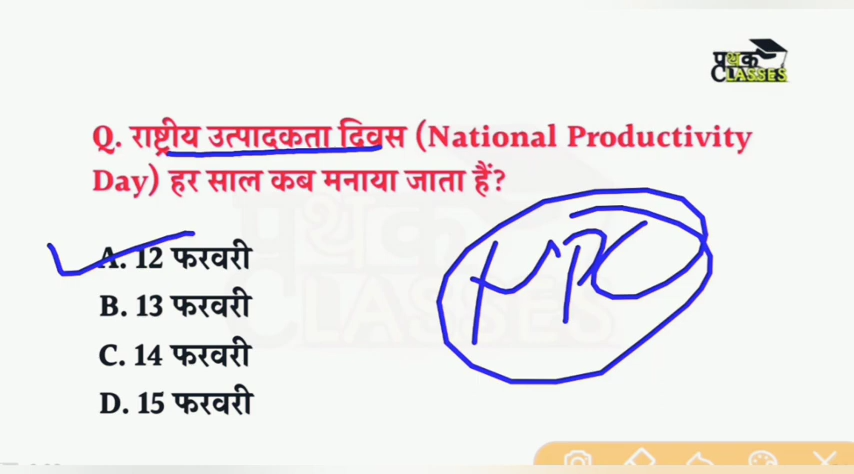 पृथक
CLASSES
Q. राष्ट्रीय उत्पादकता दिवस (National Productivity
Day) हर साल कब मनाया जाता हैं?
A. 12 फरवरी
B. 13 फरवरी
C. 14 फरवरी
D. 15 फरवरी
NPC